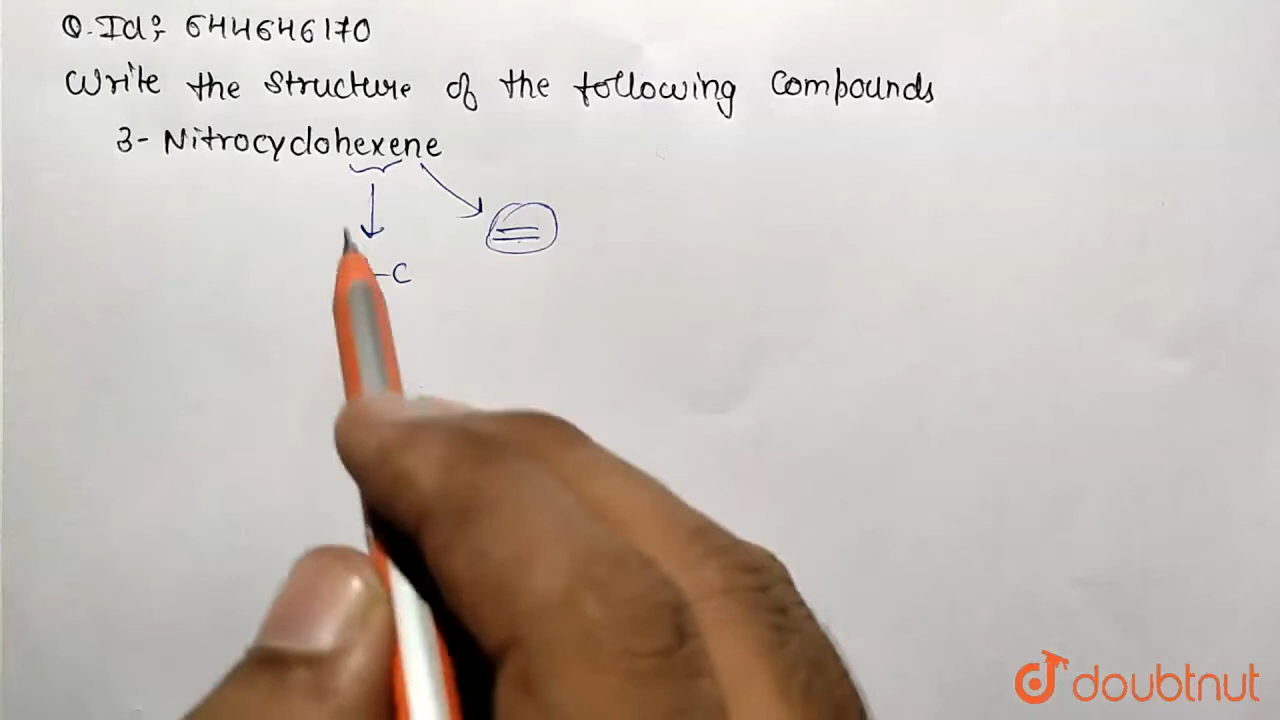 Q.Id:- 644646170
Write the structure of the following compounds
3- Nitrocyclohexene
-C
doubtnut